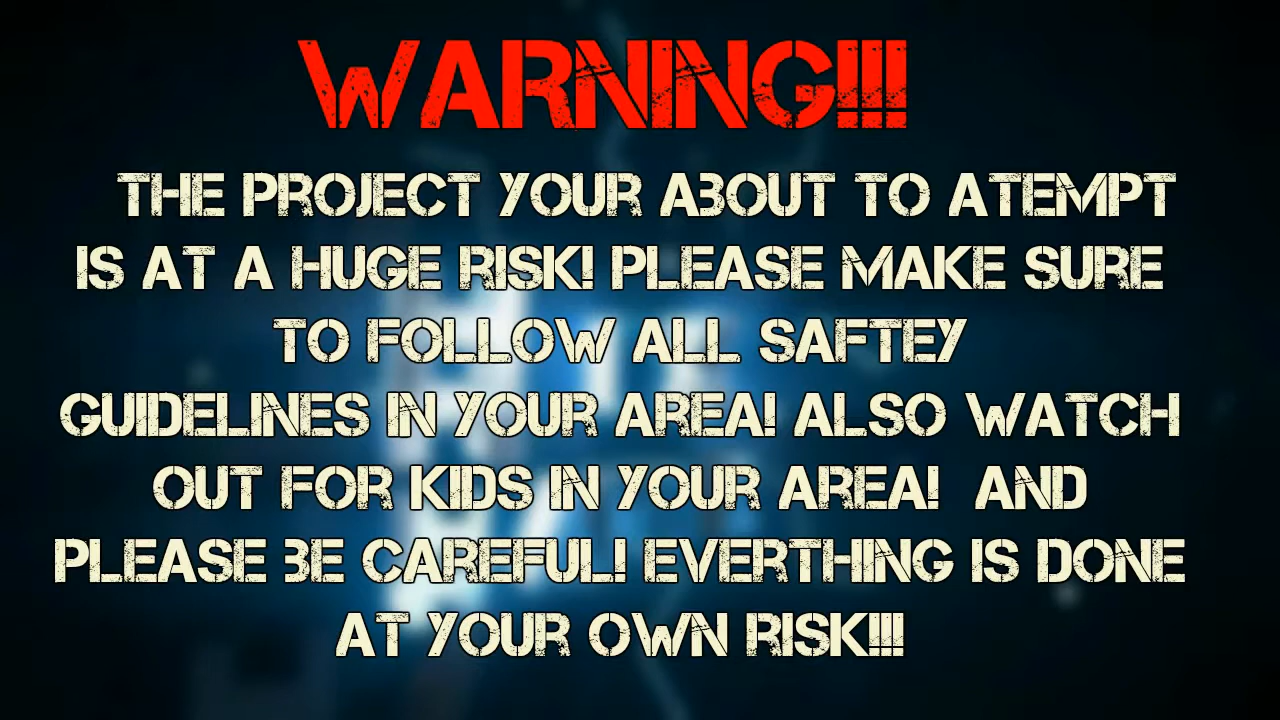 WARNING!!!
THE PROJECT YOUR ABOUT TO ATEMPT
IS AT A HUGE RISK! PLEASE MAKE SURE
TO FOLLOW ALL SAFTEY
GUIDELINES IN YOUR AREA! ALSO WATCH
OUT FOR KIDS IN YOUR AREA! AND
PLEASE BE CAREFUL! EVERTHING IS DONE
AT YOUR OWN RISK!!!